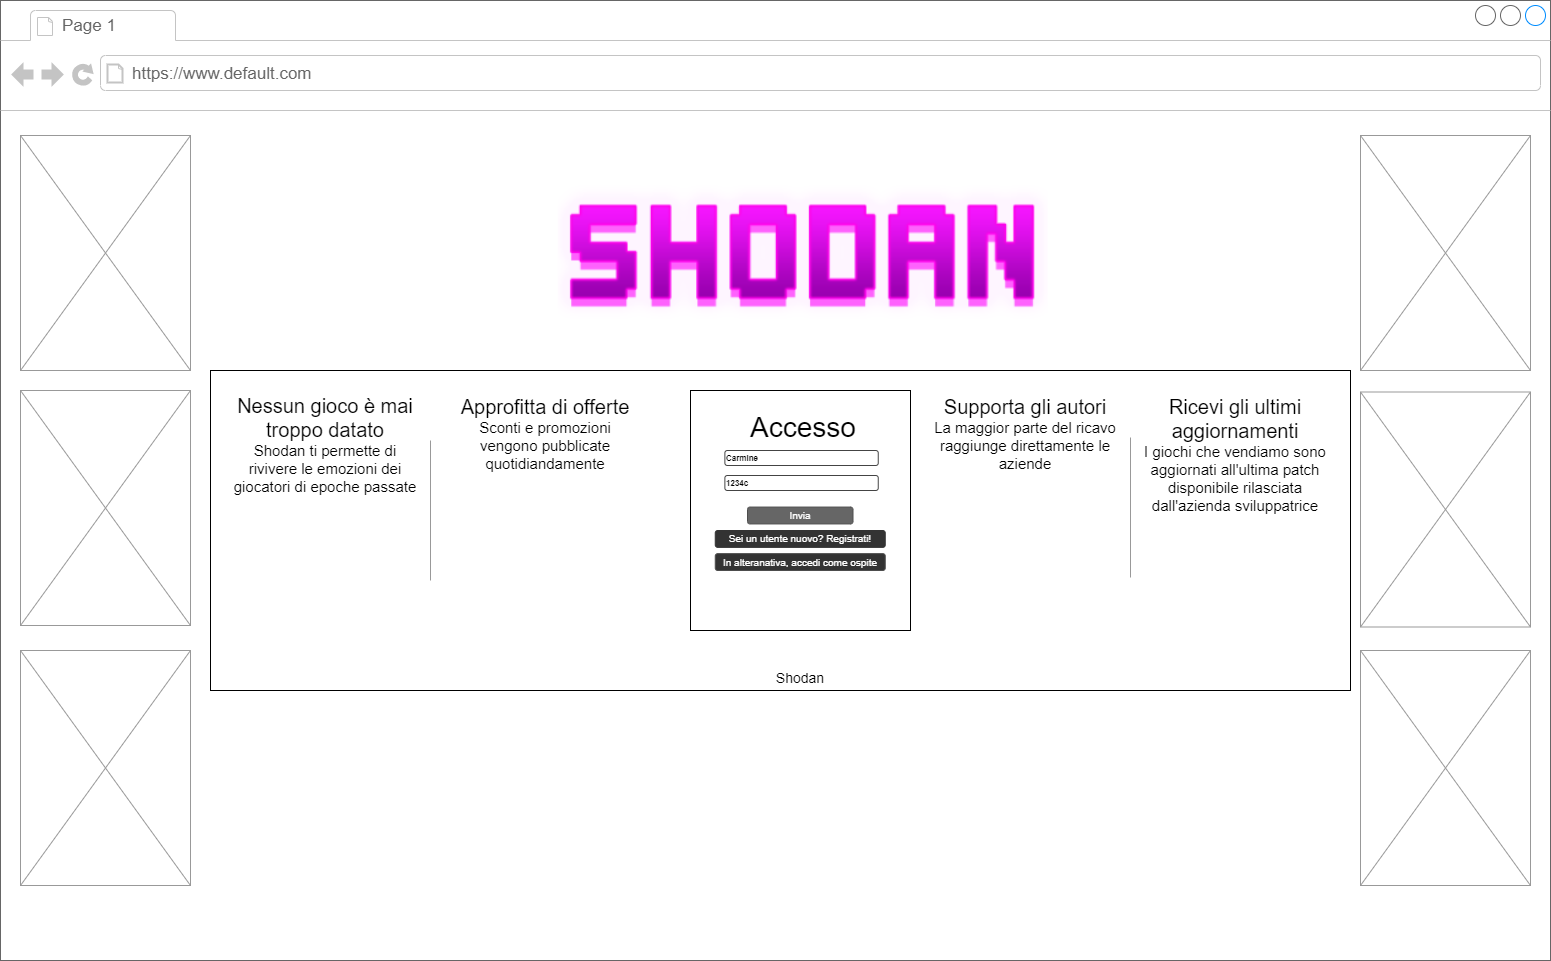 Page 1
https://www.default.com
SHODAN
Nessun gioco è mai
troppo datato
Shodan ti permette di
rivivere le emozioni dei
giocatori di epoche passate
Approfitta di offerte
Sconti e promozioni
vengono pubblicate
quotidiandamente
Accesso
Carmine
1234c
Invia
Sei un utente nuovo? Registrati!
In alteranativa, accedi come ospite
Supporta gli autori
La maggior parte del ricavo
raggiunge direttamente le
aziende
Ricevi gli ultimi
aggiornamenti
I giochi che vendiamo sono
aggiornati all'ultima patch
disponibile rilasciata
dall'azienda sviluppatrice
Shodan